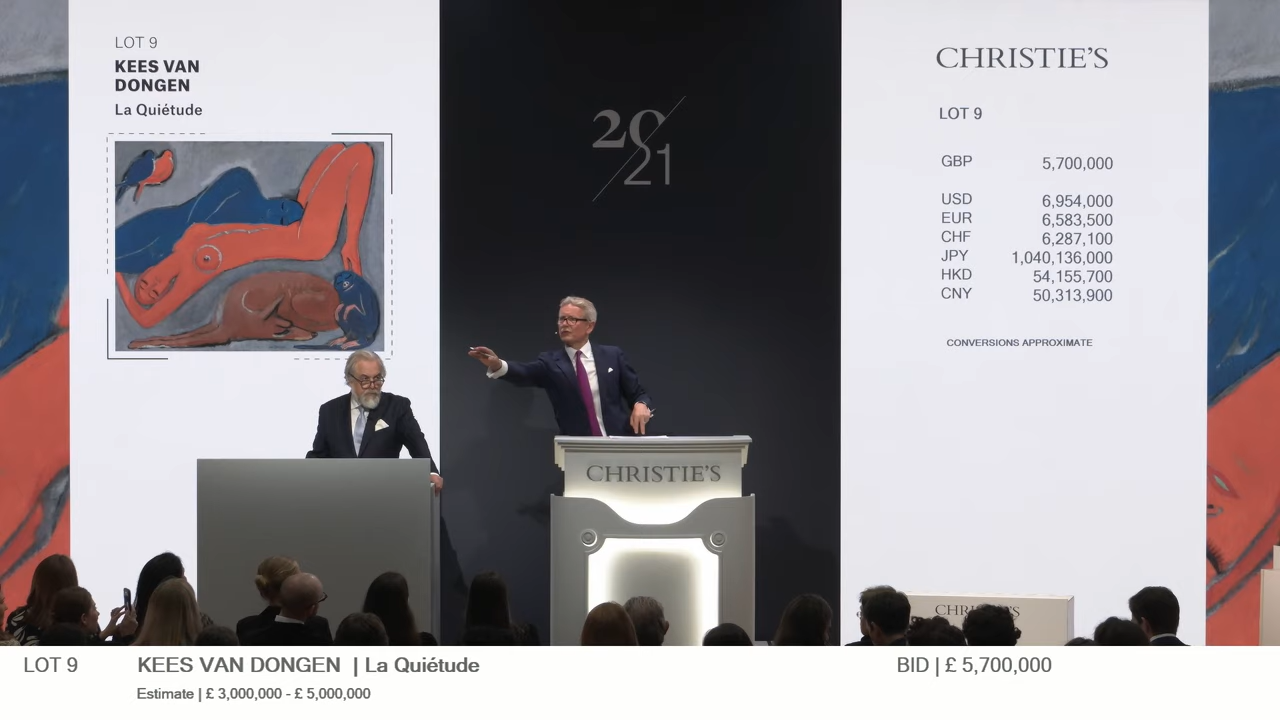 LOT 9
KEES VAN
DONGEN
La Quiétude
20
21
CHRISTIE'S
CHRISTIE'S
LOT 9
GBP 5,700,000
USD 6,954,000
EUR 6,583,500
CHF 6,287,100
JPY 1,040,136,000
HKD 54,155,700
CNY 50,313,900
CONVERSIONS APPROXIMATE
CHRISTIE'S
LOT 9 KEES VAN DONGEN | La Quiétude BID | £ 5,700,000
Estimate | £ 3,000,000 - £ 5,000,000